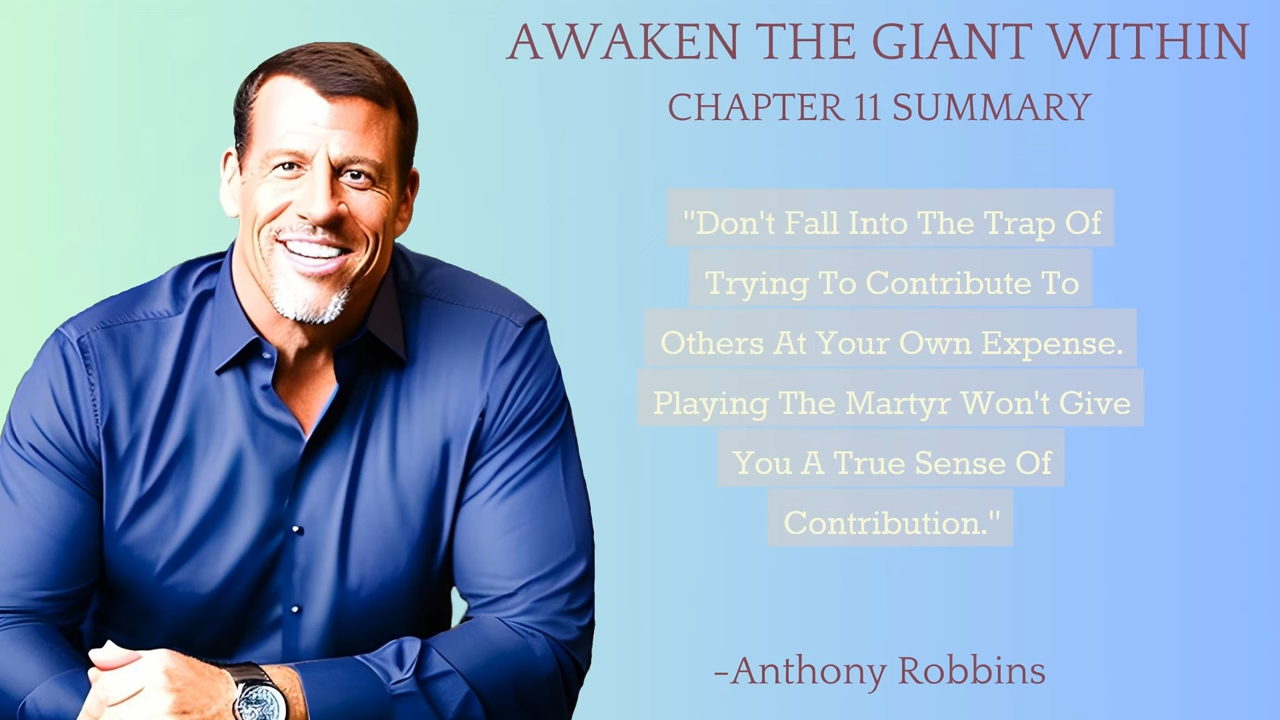 AWAKEN THE GIANT WITHIN
CHAPTER 11 SUMMARY
"Don't Fall Into The Trap Of
Trying To Contribute To
Others At Your Own Expense.
Playing The Martyr Won't Give
You A True Sense Of
Contribution."
-Anthony Robbins